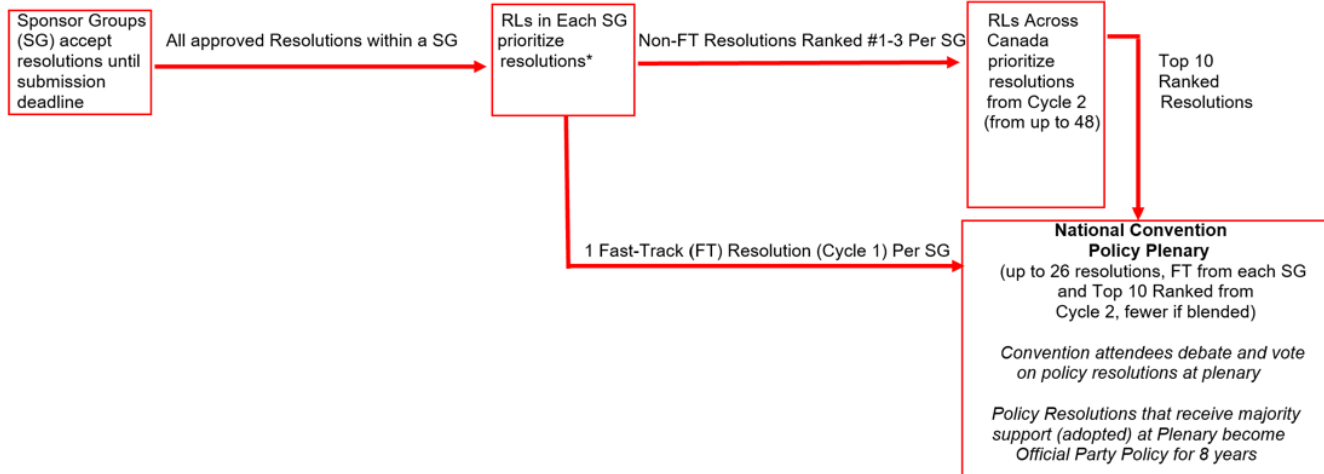 Sponsor Groups
(SG) accept
resolutions until
submission
deadline
All approved Resolutions within a SG
RLs in Each SG
prioritize
resolutions*
Non-FT Resolutions Ranked #1-3 Per SG
RLs Across
Canada
prioritize
resolutions
from Cycle 2
(from up to 48)
Top 10
Ranked
Resolutions
1 Fast-Track (FT) Resolution (Cycle 1) Per SG
National Convention
Policy Plenary
(up to 26 resolutions, FT from each SG
and Top 10 Ranked from
Cycle 2, fewer if blended)
Convention attendees debate and vote
on policy resolutions at plenary
Policy Resolutions that receive majority
support (adopted) at Plenary become
Official Party Policy for 8 years